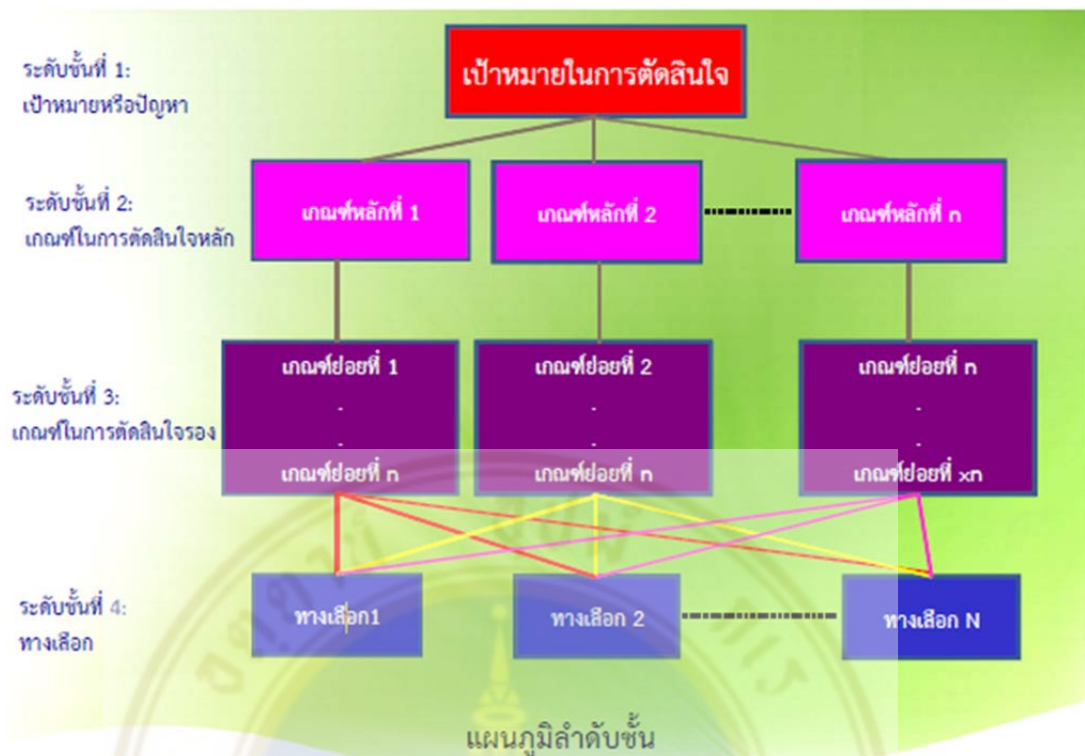 เป้าหมายในการตัดสินใจ
ระดับชั้นที่ 1:
เป้าหมายหรือปัญหา
ระดับชั้นที่ 2:
เกณฑ์ในการตัดสินใจหลัก
เกณฑ์หลักที่ 1
เกณฑ์หลักที่ 2
เกณฑ์หลักที่ n
ระดับชั้นที่ 3:
เกณฑ์ในการตัดสินใจรอง
เกณฑ์ย่อยที่ 1
.
.
เกณฑ์ย่อยที่ n
เกณฑ์ย่อยที่ 2
.
.
เกณฑ์ย่อยที่ n
เกณฑ์ย่อยที่ n
.
.
เกณฑ์ย่อยที่ xn
ระดับชั้นที่ 4:
ทางเลือก
ทางเลือก1
ทางเลือก 2
ทางเลือก N
แผนภูมิลำดับชั้น